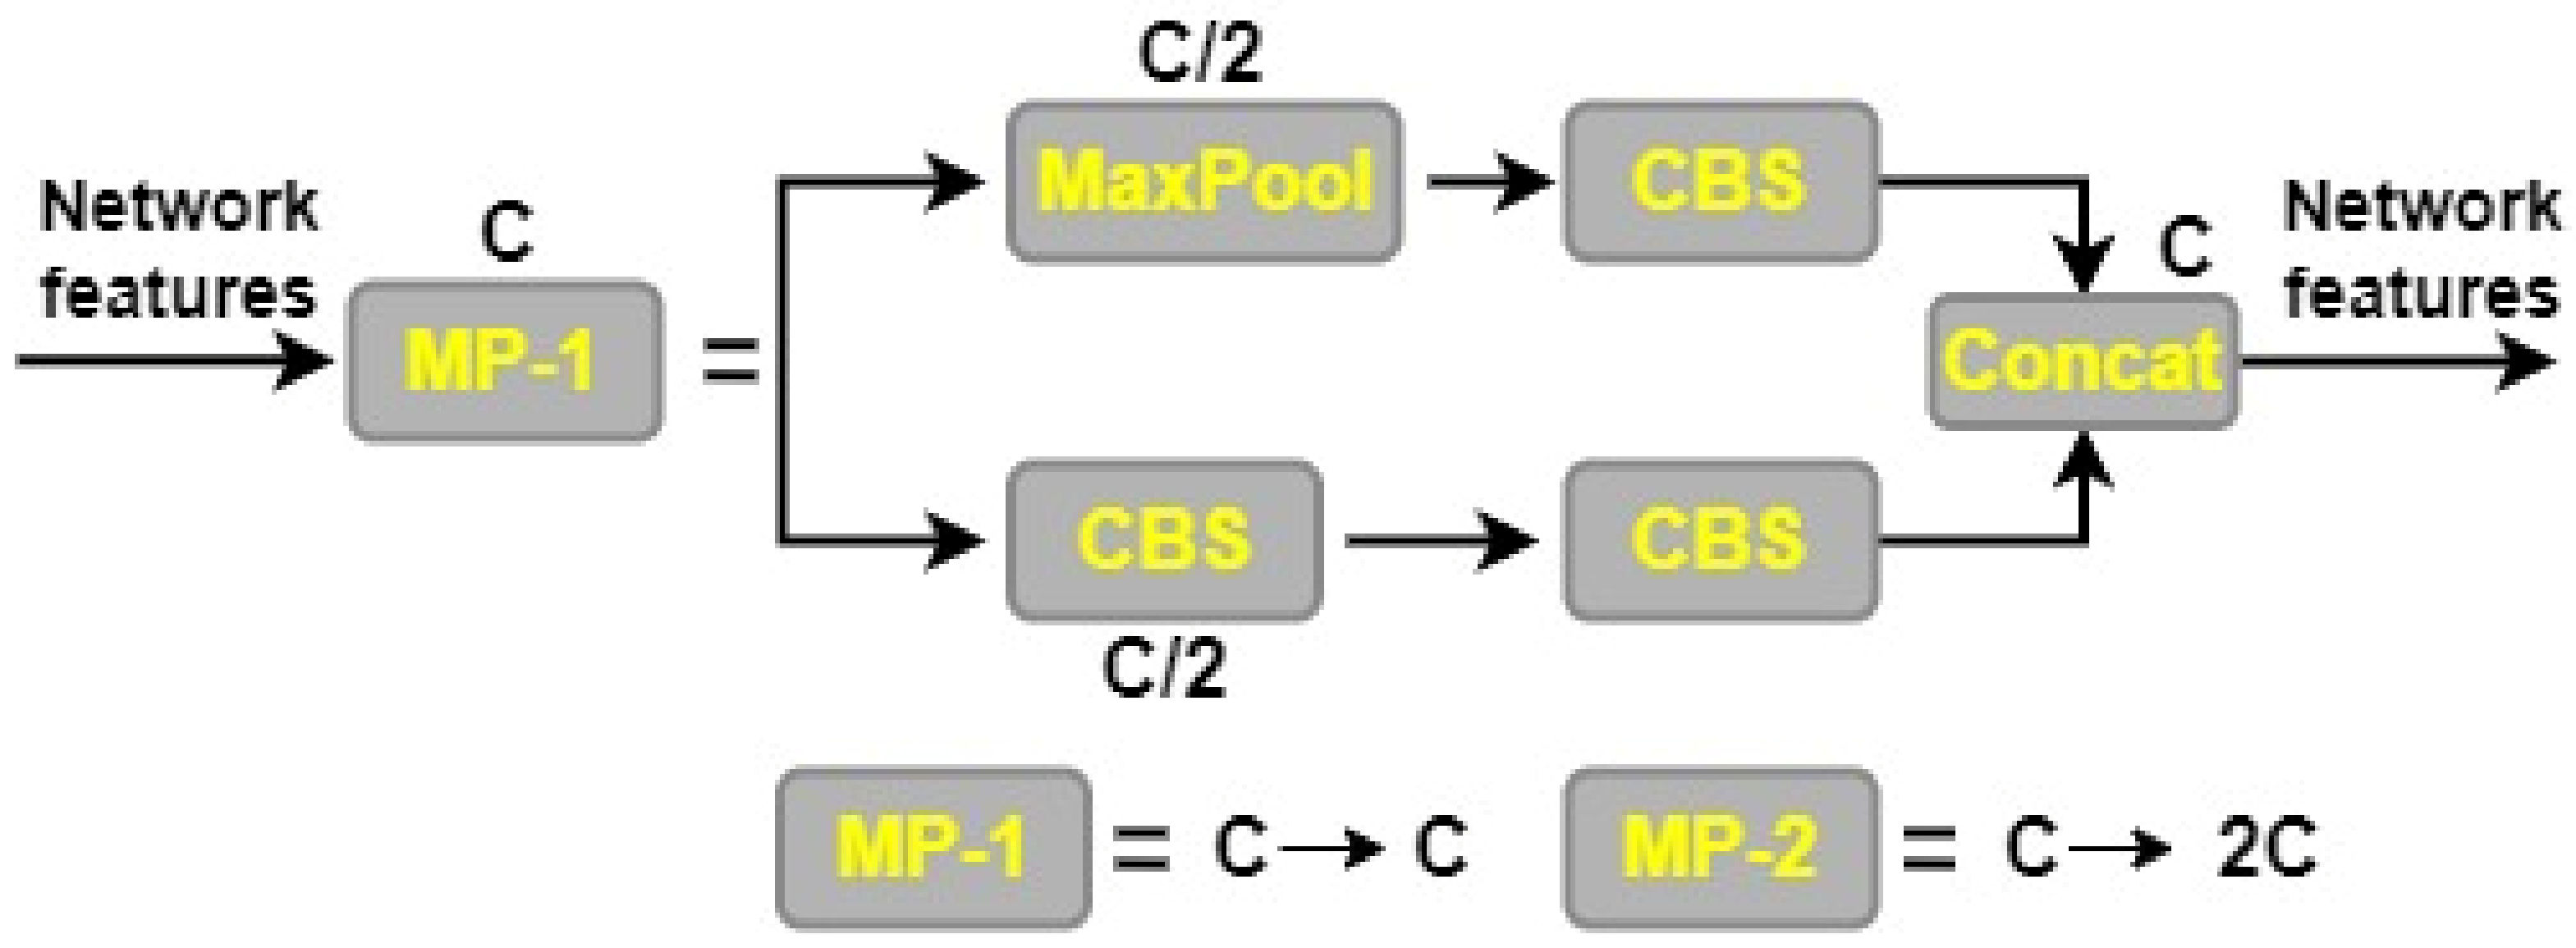 C/2
MaxPool
CBS
Network
features
C
MP-1
=
C
Concat
Network
features
CBS
CBS
C/2
MP-1 = C → C
MP-2 = C → 2C